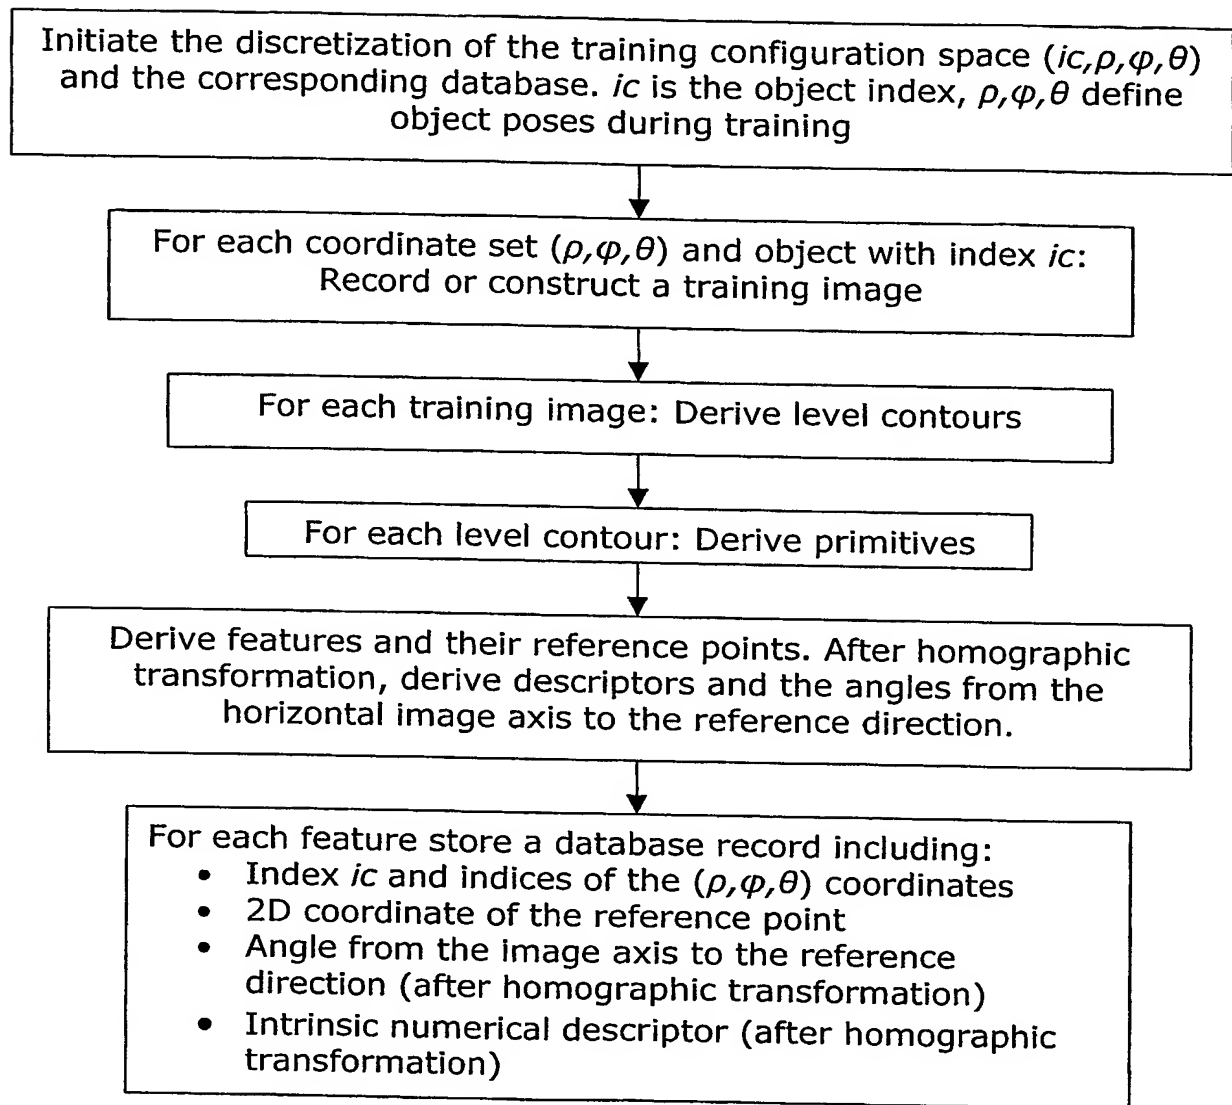 Initiate the discretization of the training configuration space (ic,ρ,φ,θ)
and the corresponding database. ic is the object index, ρ,φ,θ define
object poses during training
For each coordinate set (ρ,φ,θ) and object with index ic:
Record or construct a training image
For each training image: Derive level contours
For each level contour: Derive primitives
Derive features and their reference points. After homographic
transformation, derive descriptors and the angles from the
horizontal image axis to the reference direction.
For each feature store a database record including:
• Index ic and indices of the (ρ,φ,θ) coordinates
• 2D coordinate of the reference point
• Angle from the image axis to the reference
direction (after homographic transformation)
• Intrinsic numerical descriptor (after homographic
transformation)